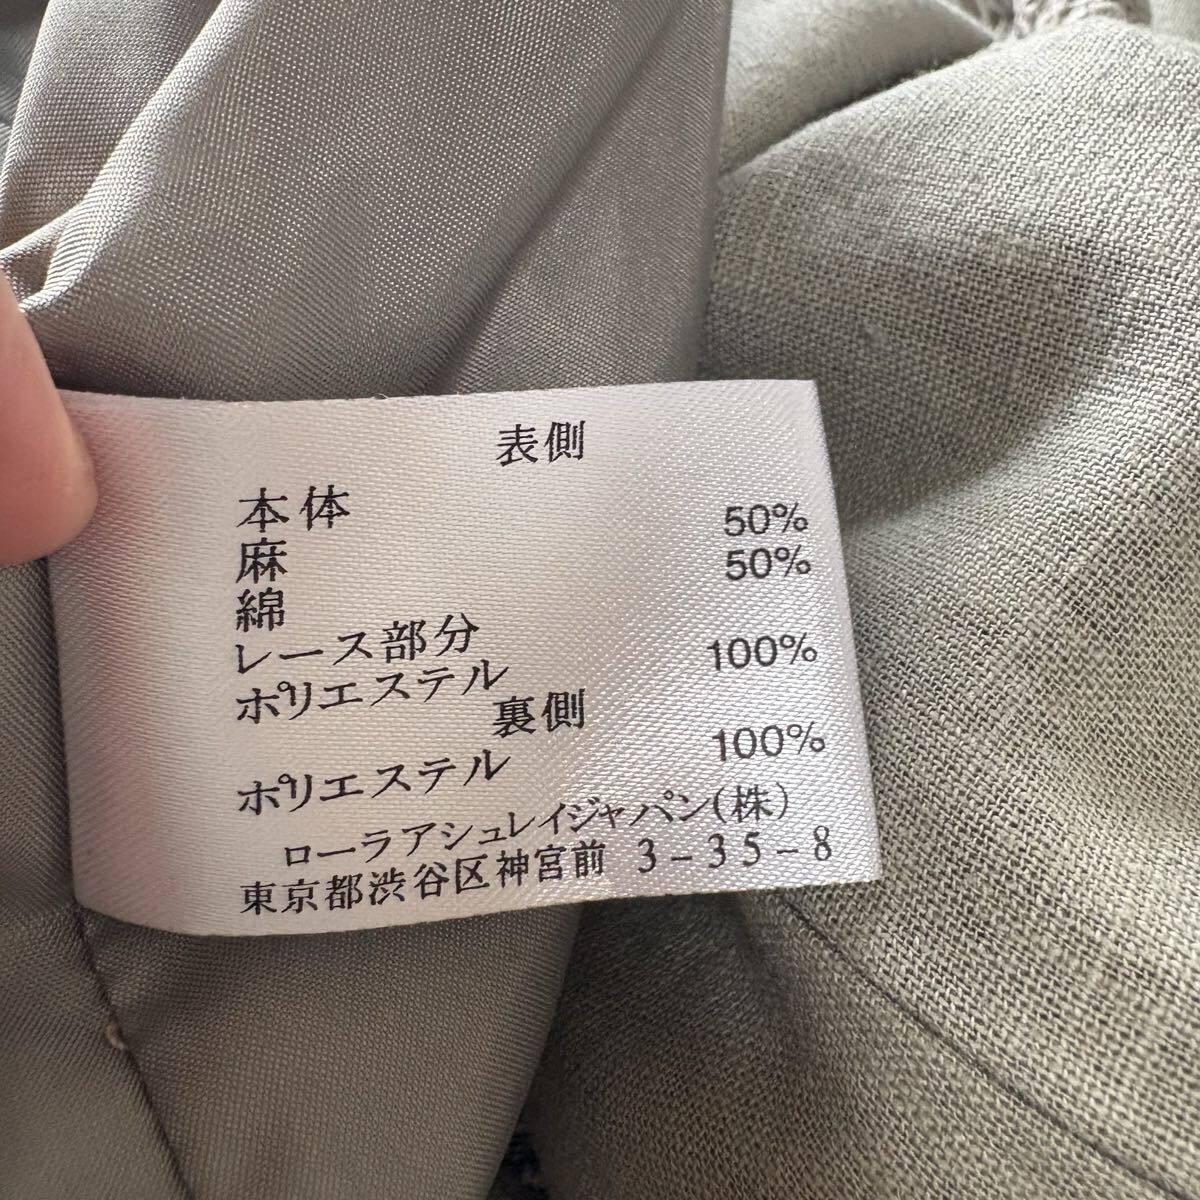 表側
本体
麻 50%
綿 50%
レース部分
ポリエステル 100%
裏側
ポリエステル 100%
ローラアシュレイジャパン(株)
東京都渋谷区神宮前 3-35-8